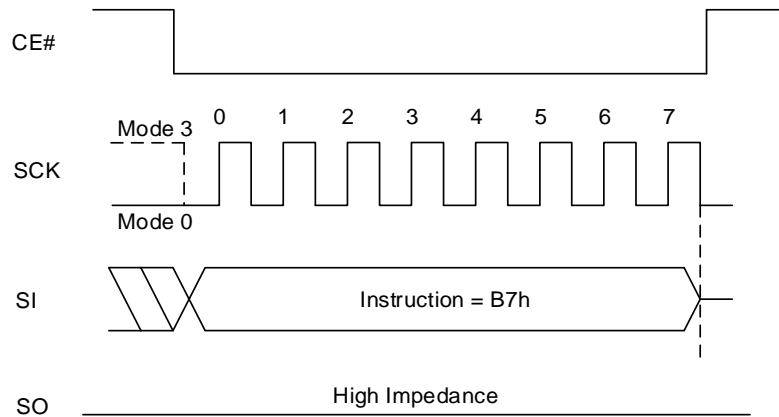 CE#
0 1 2 3 4 5 6 7
Mode 3
SCK
Mode 0
SI
Instruction = B7h
High Impedance
SO